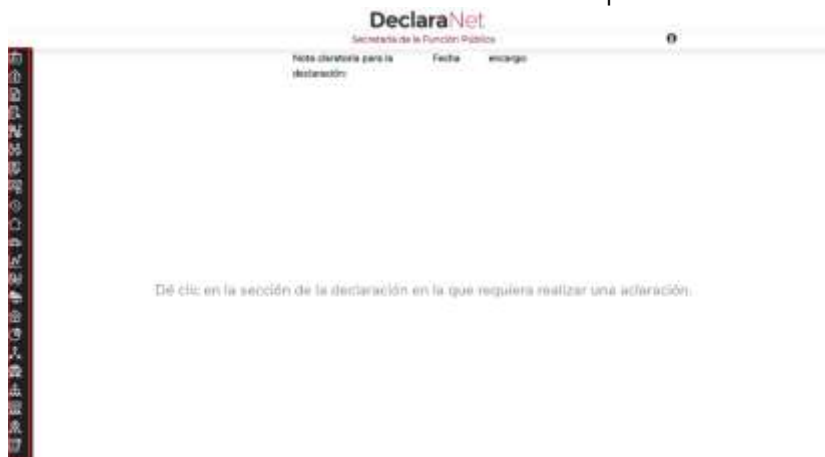 DeclaraNet
Secretaría de la Función Pública
Nota aclaratoria para la Fecha encargo
declaración:
Dé clic en la sección de la declaración en la que requiera realizar una aclaración.